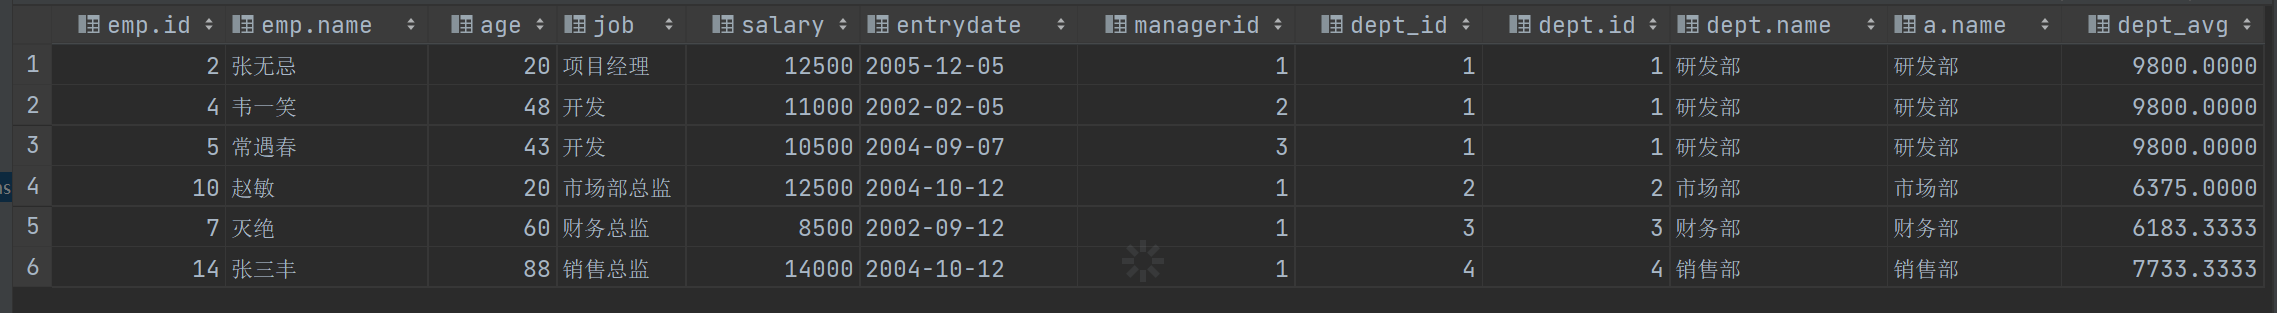 emp.id emp.name age job salary entrydate managerid dept_id dept.id dept.name a.name dept_avg
1 2 张无忌 20 项目经理 12500 2005-12-05 1 1 1 研发部 研发部 9800.0000
2 4 韦一笑 48 开发 11000 2002-02-05 2 1 1 研发部 研发部 9800.0000
3 5 常遇春 43 开发 10500 2004-09-07 3 1 1 研发部 研发部 9800.0000
4 10 赵敏 20 市场部总监 12500 2004-10-12 1 2 2 市场部 市场部 6375.0000
5 7 灭绝 60 财务总监 8500 2002-09-12 1 3 3 财务部 财务部 6183.3333
6 14 张三丰 88 销售总监 14000 2004-10-12 1 4 4 销售部 销售部 7733.3333